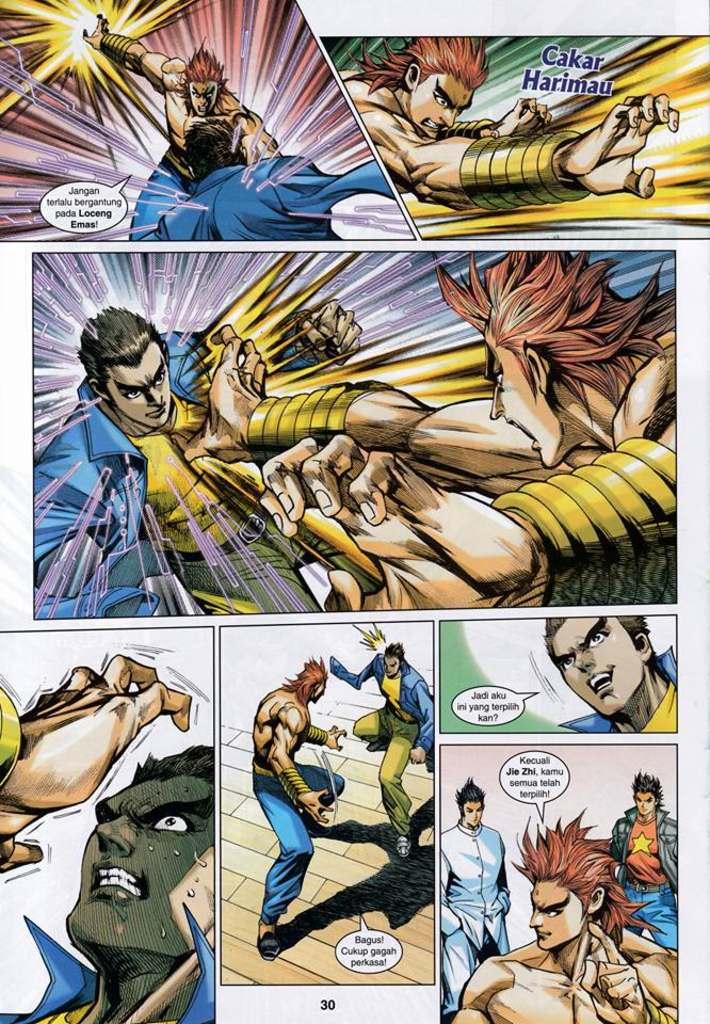 Cakar
Harimau
Jangan
terlalu bergantung
pada Loceng
Emas!
Jadi aku
ini yang terpilih
kan?
Kecuali
Jie Zhi, kamu
semua telah
terpilih!
Bagus!
Cukup gagah
perkasa!
30